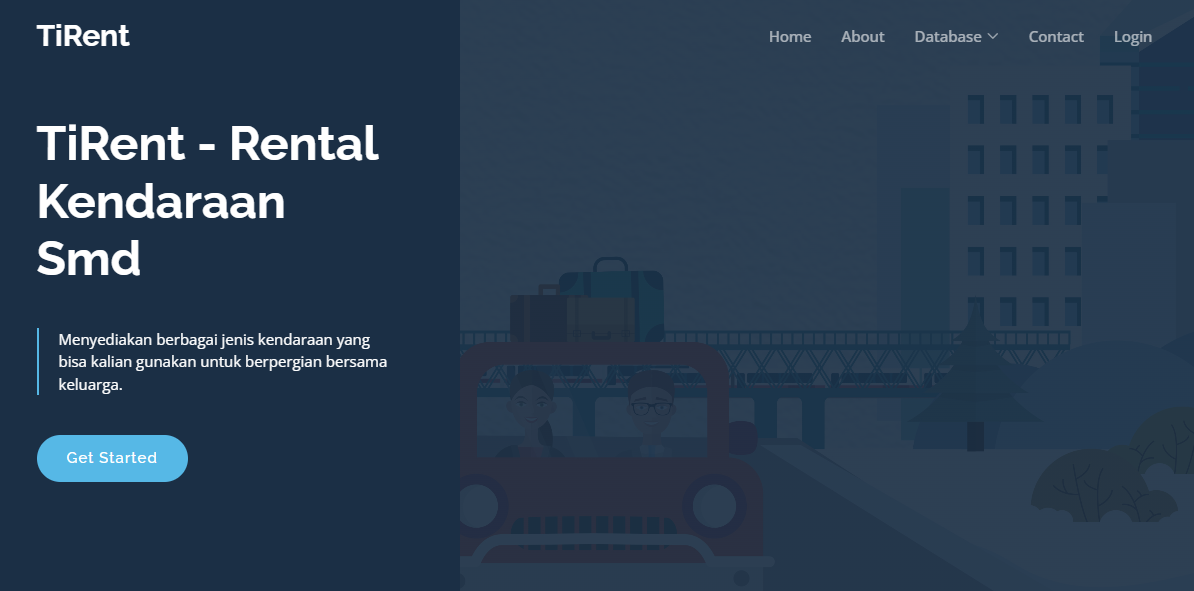 TiRent
Home About Database Contact Login
TiRent - Rental
Kendaraan
Smd
Menyediakan berbagai jenis kendaraan yang
bisa kalian gunakan untuk berpergian bersama
keluarga.
Get Started